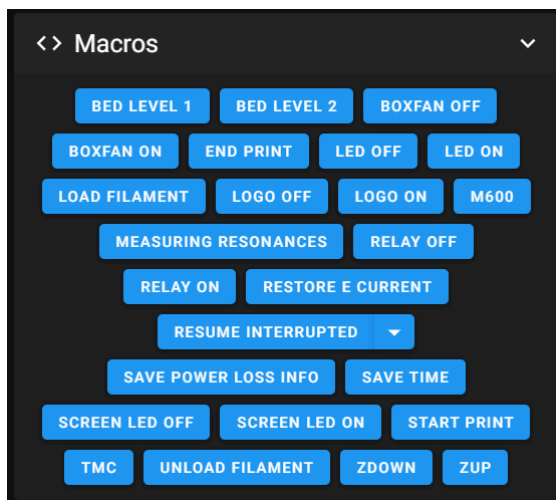 <> Macros
BED LEVEL 1 BED LEVEL 2 BOXFAN OFF
BOXFAN ON END PRINT LED OFF LED ON
LOAD FILAMENT LOGO OFF LOGO ON M600
MEASURING RESONANCES RELAY OFF
RELAY ON RESTORE E CURRENT
RESUME INTERRUPTED
SAVE POWER LOSS INFO SAVE TIME
SCREEN LED OFF SCREEN LED ON START PRINT
TMC UNLOAD FILAMENT ZDOWN ZUP